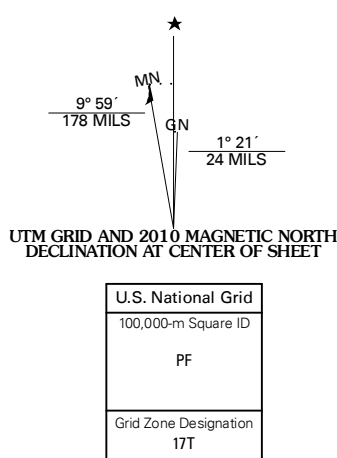 ★
MN
GN
9° 59´
178 MILS
1° 21´
24 MILS
UTM GRID AND 2010 MAGNETIC NORTH
DECLINATION AT CENTER OF SHEET
U.S. National Grid
100,000-m Square ID
PF
Grid Zone Designation
17T